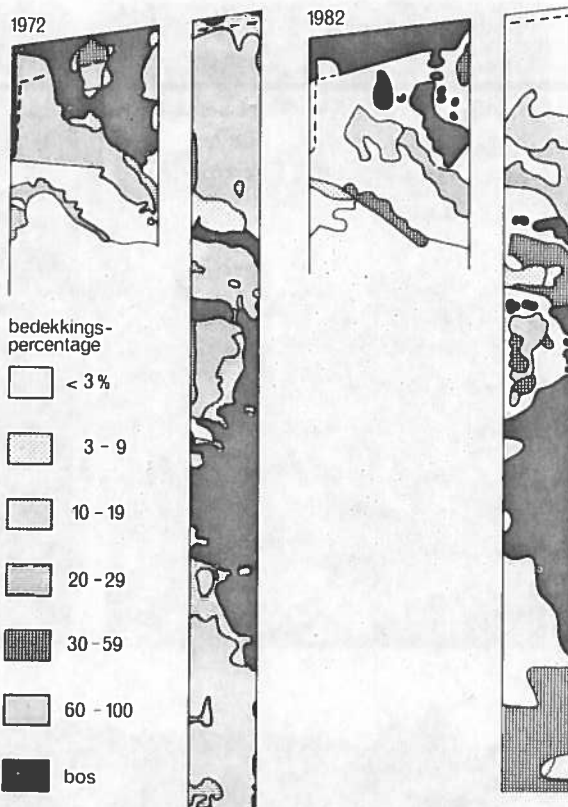 1972
1982
bedekkings-
percentage
< 3 %
3 - 9
10 - 19
20 - 29
30 - 59
60 - 100
bos